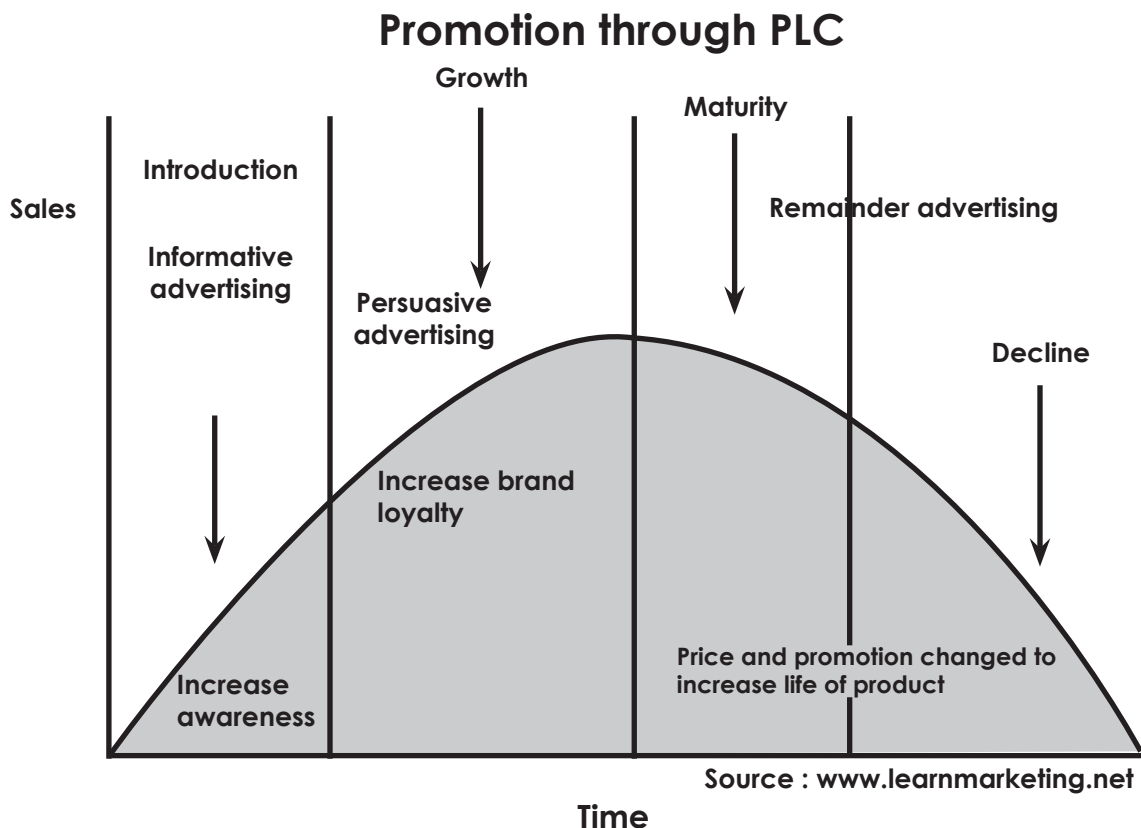 Promotion through PLC
Growth
Maturity
Introduction
Sales
Remainder advertising
Informative
advertising
Persuasive
advertising
Decline
Increase brand
loyalty
Price and promotion changed to
increase life of product
Increase
awareness
Source : www.learnmarketing.net
Time